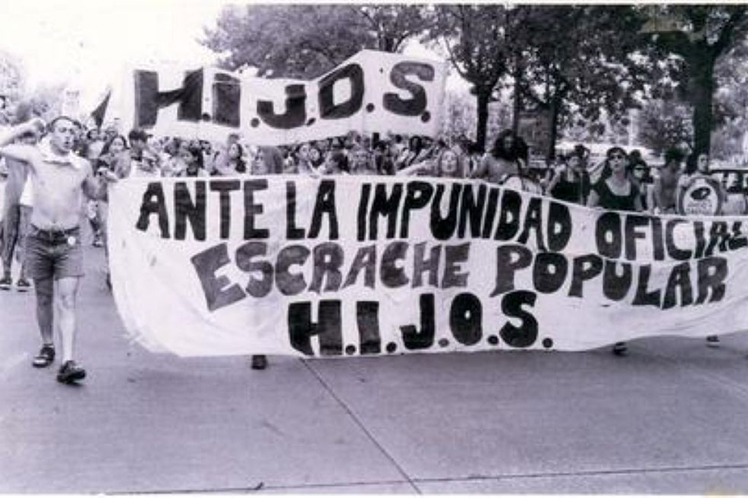 H.I.J.O.S.
ANTE LA IMPUNIDAD OFICIAL
ESCRACHE POPULAR
H.I.J.O.S.